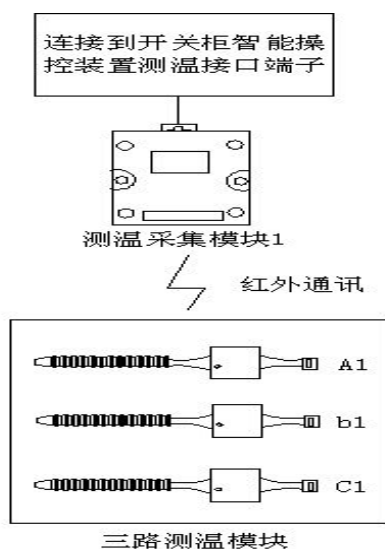 连接到开关柜智能操
控装置测温接口端子
测温采集模块1
红外通讯
A1
b1
C1
三路测温模块